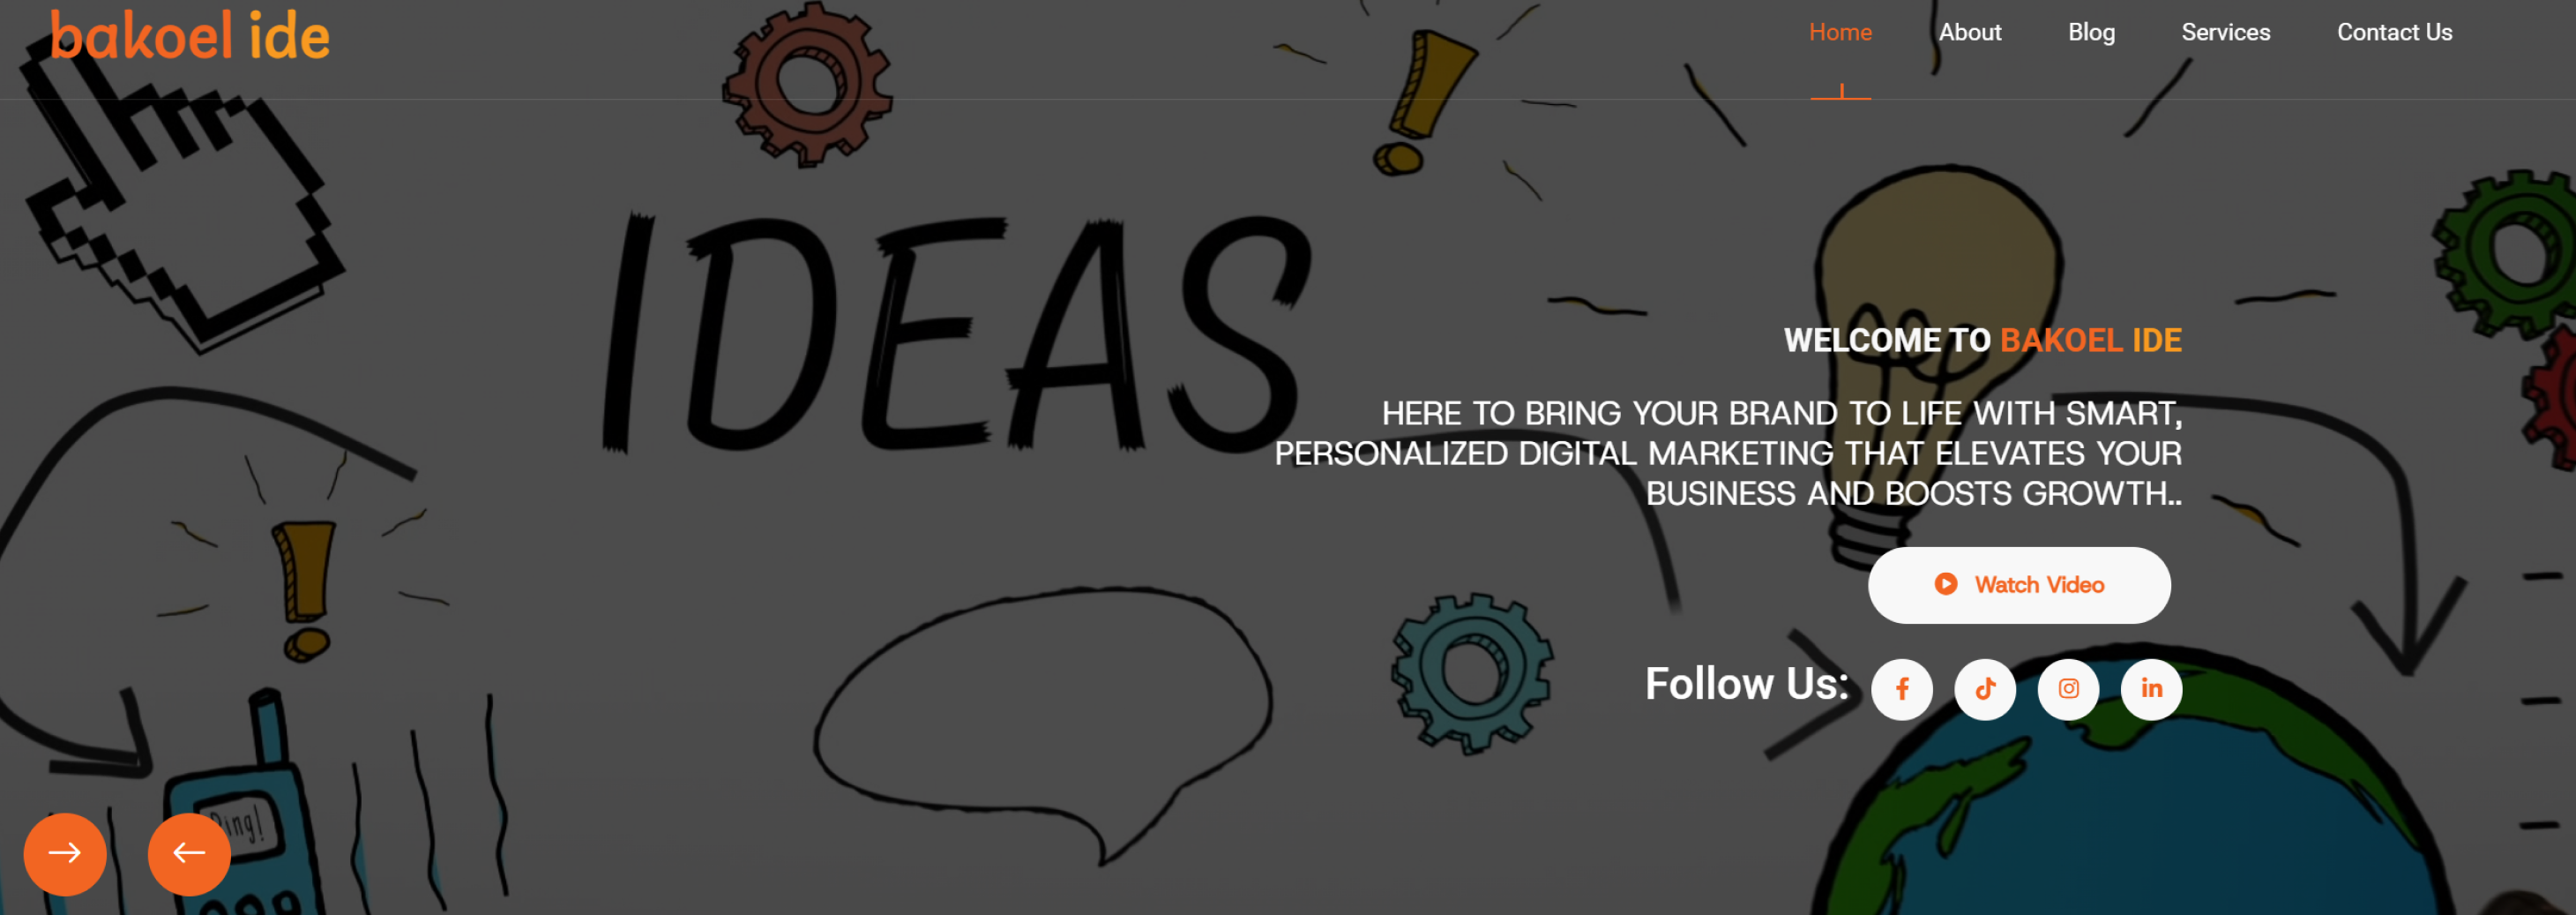 bakoel ide
Home About Blog Services Contact Us
IDEAS
WELCOME TO BAKOEL IDE
HERE TO BRING YOUR BRAND TO LIFE WITH SMART,
PERSONALIZED DIGITAL MARKETING THAT ELEVATES YOUR
BUSINESS AND BOOSTS GROWTH..
Watch Video
Follow Us: